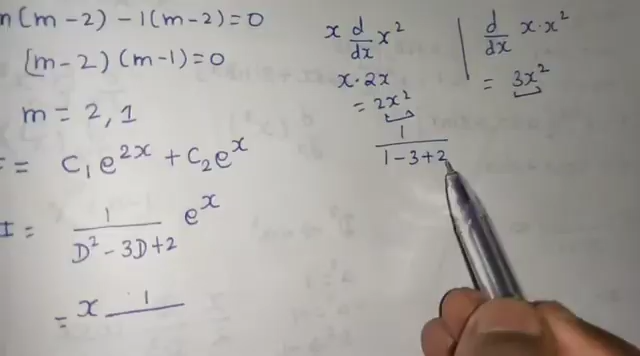 m(m-2)-1(m-2)=0
(m-2)(m-1)=0
m = 2,1
= C₁e^2x + C₂e^x
I = 1/(D²-3D+2) e^x
= x 1/
x d/dx x²
x·2x
= 2x²
1/(1-3+2)
d/dx x·x²
= 3x²